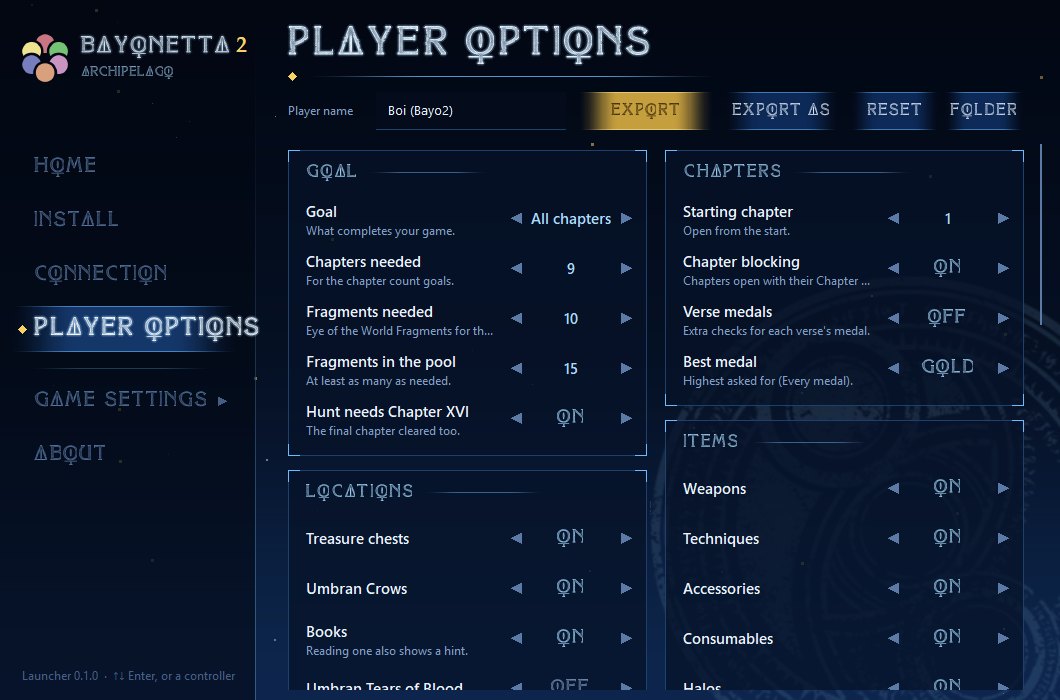 BAYONETTA 2
ARCHIPELAGO
HOME
INSTALL
CONNECTION
PLAYER OPTIONS
GAME SETTINGS ▶
ABOUT
Launcher 0.1.0 · ↑↓ Enter, or a controller
PLAYER OPTIONS
Player name
Boi (Bayo2)
EXPORT
EXPORT AS
RESET
FOLDER
GOAL
Goal
What completes your game.
◀ All chapters ▶
Chapters needed
For the chapter count goals.
◀ 9 ▶
Fragments needed
Eye of the World Fragments for th...
◀ 10 ▶
Fragments in the pool
At least as many as needed.
◀ 15 ▶
Hunt needs Chapter XVI
The final chapter cleared too.
◀ ON ▶
LOCATIONS
Treasure chests
◀ ON ▶
Umbran Crows
◀ ON ▶
Books
Reading one also shows a hint.
◀ ON ▶
Umbran Tears of Blood
◀ OFF ▶
CHAPTERS
Starting chapter
Open from the start.
◀ 1 ▶
Chapter blocking
Chapters open with their Chapter ...
◀ ON ▶
Verse medals
Extra checks for each verse's medal.
◀ OFF ▶
Best medal
Highest asked for (Every medal).
◀ GOLD ▶
ITEMS
Weapons
◀ ON ▶
Techniques
◀ ON ▶
Accessories
◀ ON ▶
Consumables
◀ ON ▶
Halos
◀ ON ▶